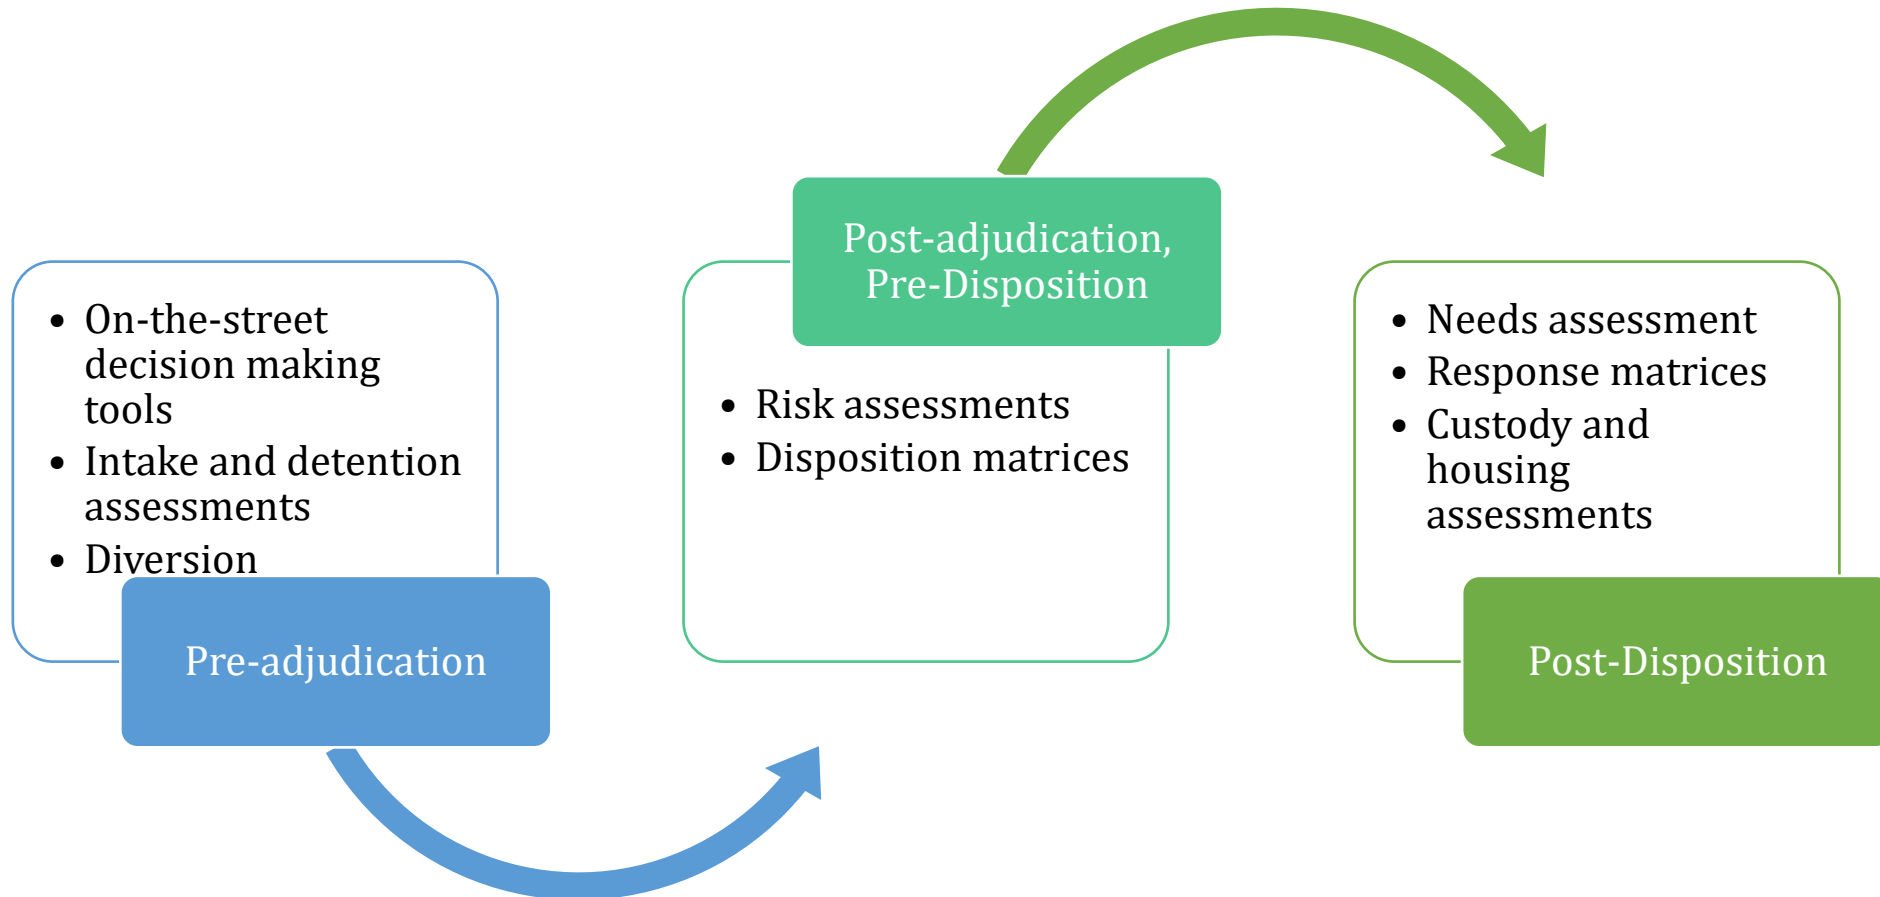 • On-the-street
decision making
tools
• Intake and detention
assessments
• Diversion
Pre-adjudication
Post-adjudication,
Pre-Disposition
• Risk assessments
• Disposition matrices
• Needs assessment
• Response matrices
• Custody and
housing
assessments
Post-Disposition